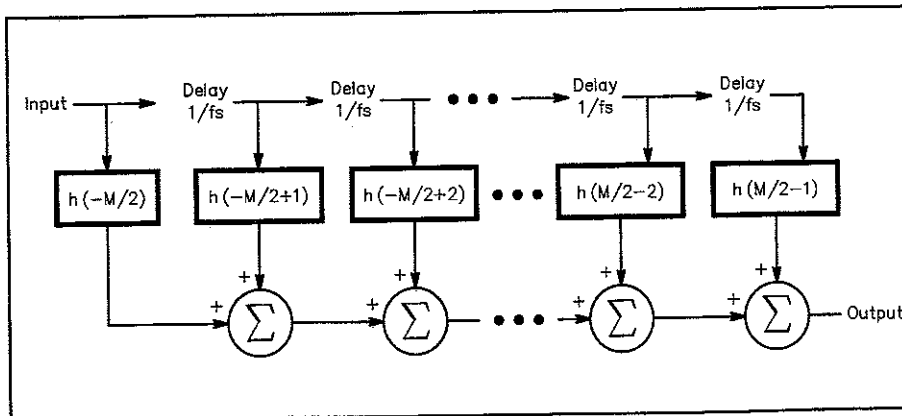 Input
Delay
1/fs
Delay
1/fs
Delay
1/fs
Delay
1/fs
h(-M/2)
h(-M/2+1)
h(-M/2+2)
h(M/2-2)
h(M/2-1)
+ + + +
+ + + +
Σ Σ Σ Σ
Output